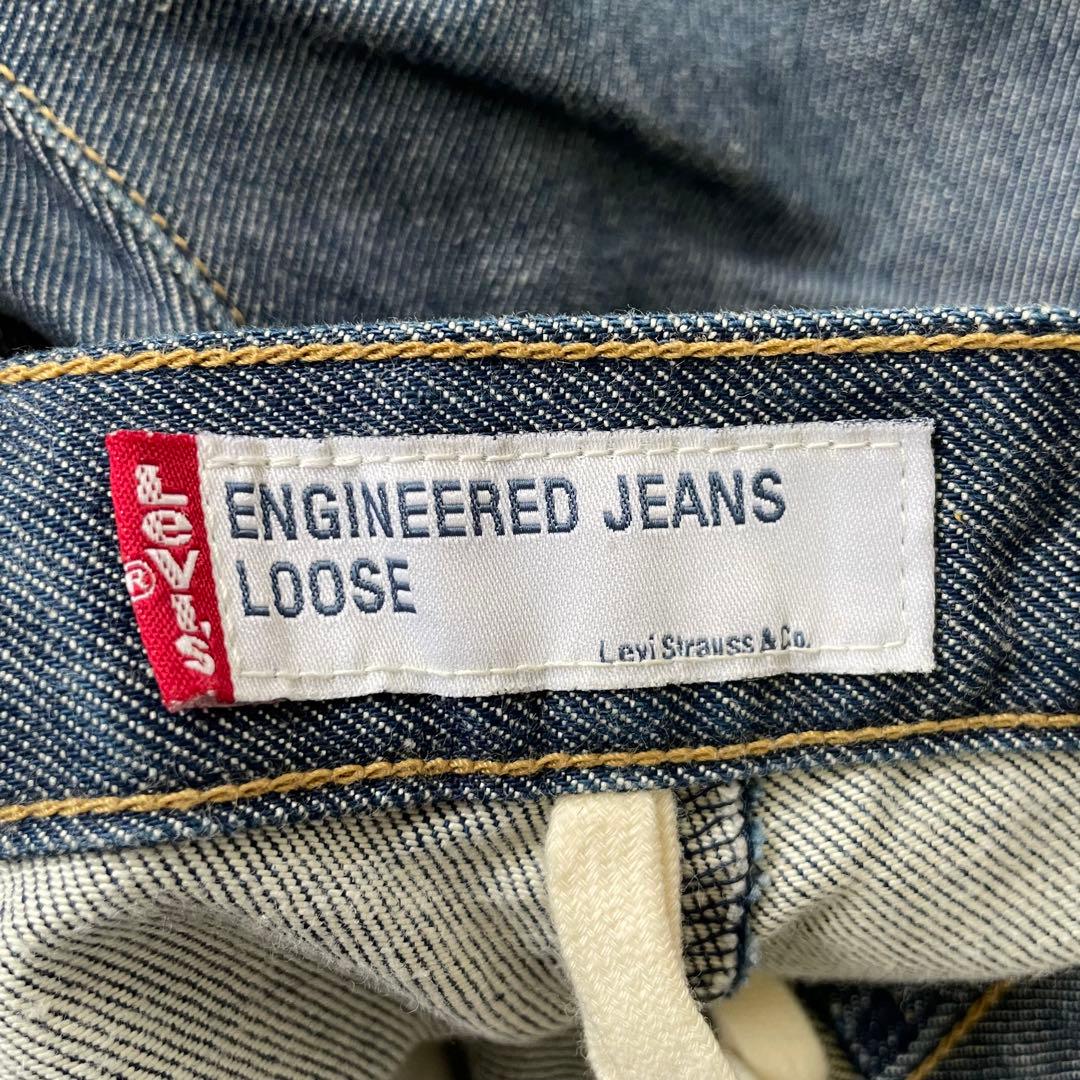 LEVI'S
®
ENGINEERED JEANS
LOOSE
Levi Strauss & Co.